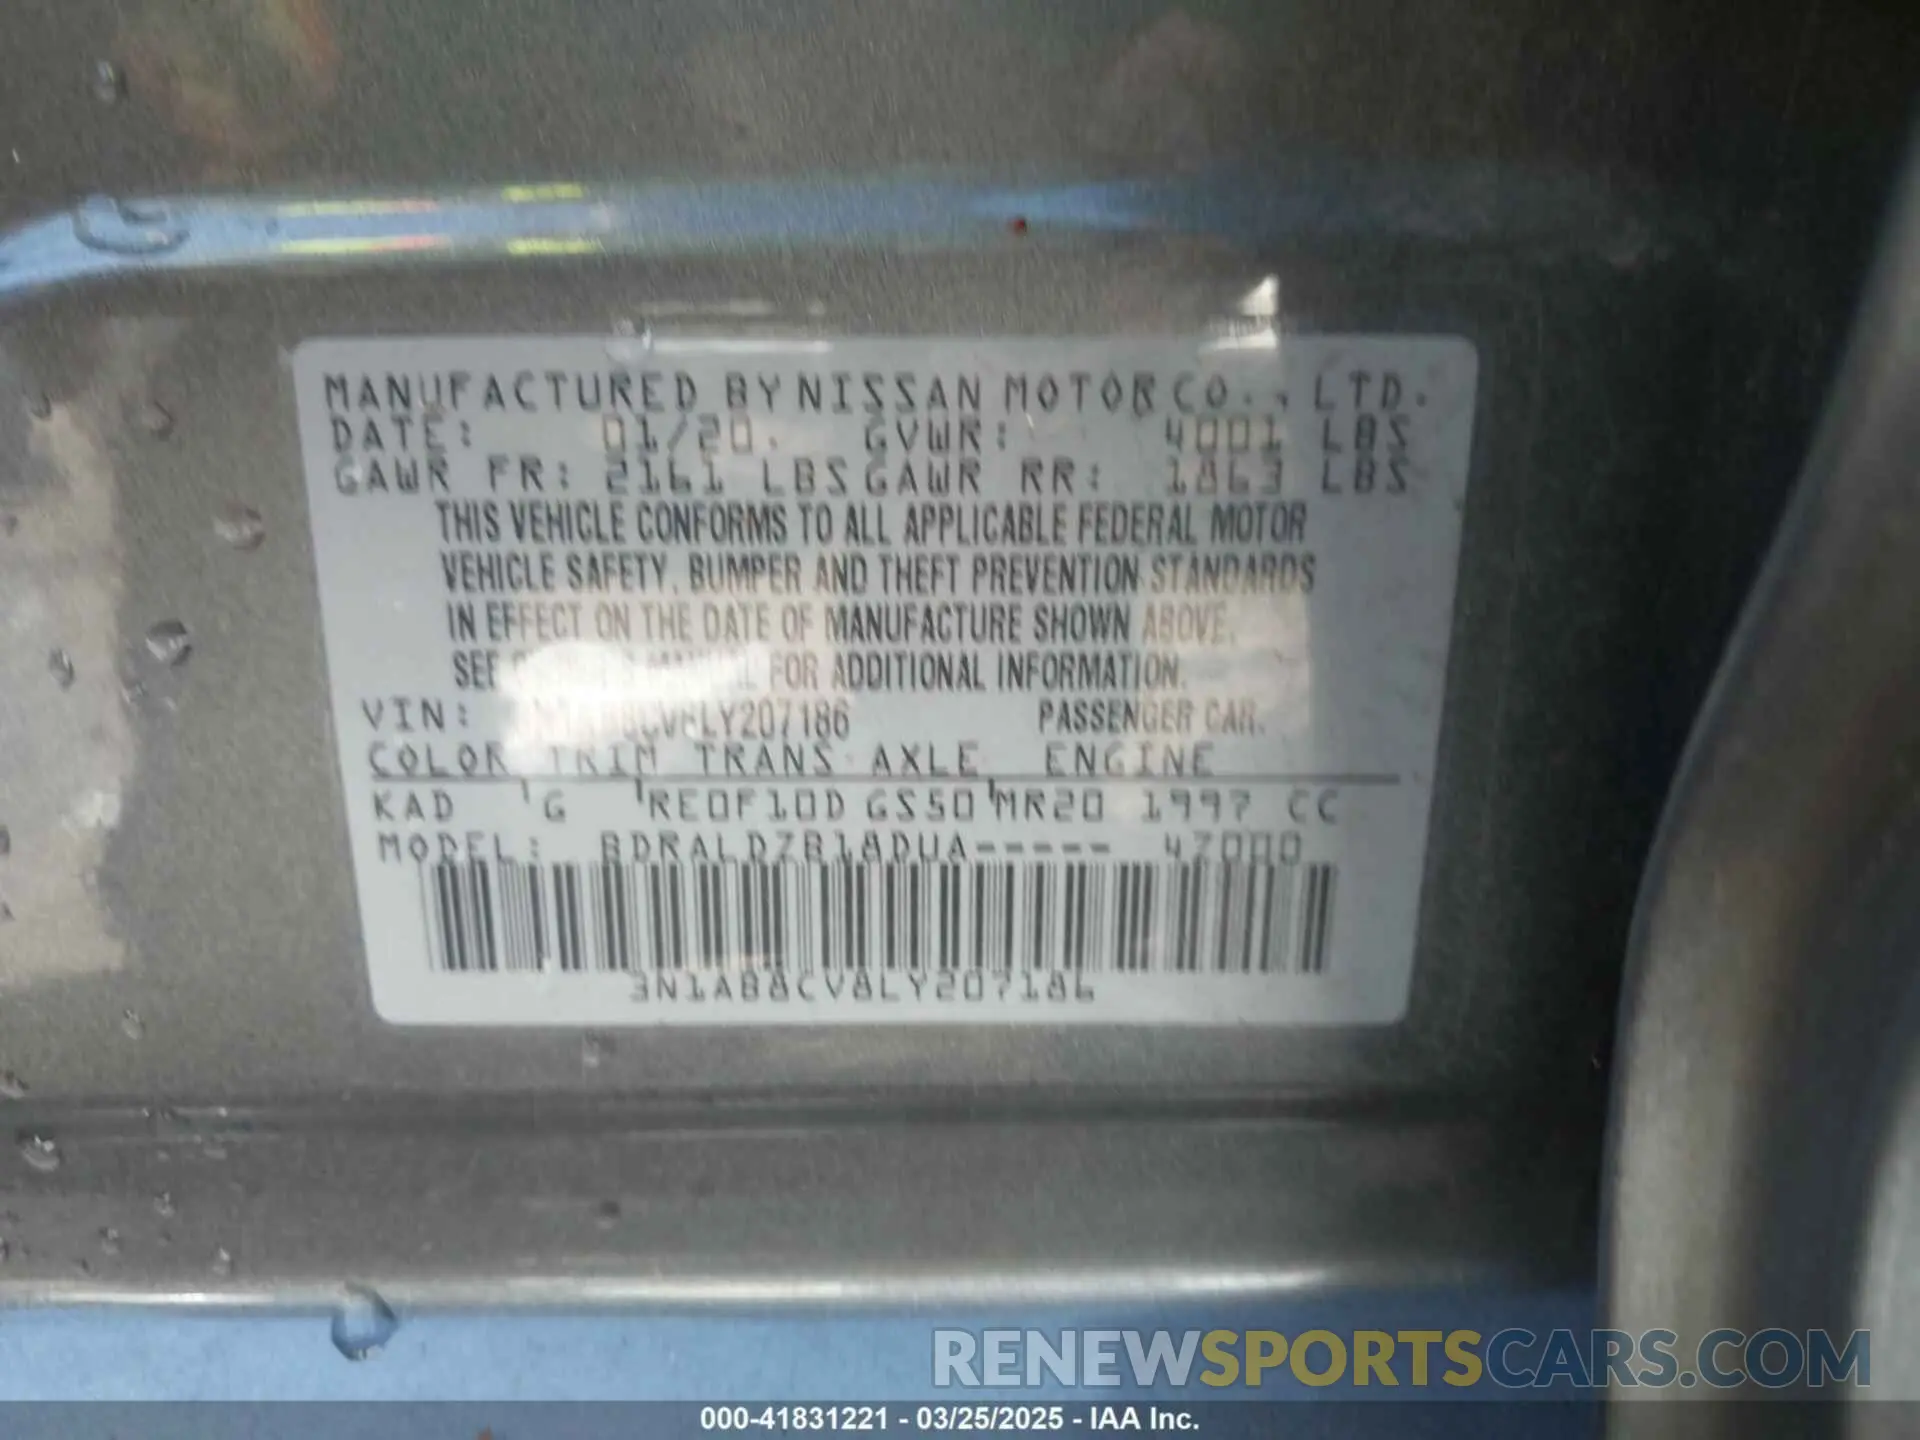 MANUFACTURED BY NISSAN MOTOR CO., LTD.
DATE: 01/20. GVWR: 4001 LBS
GAWR FR: 2161 LBS GAWR RR: 1863 LBS
THIS VEHICLE CONFORMS TO ALL APPLICABLE FEDERAL MOTOR
VEHICLE SAFETY, BUMPER AND THEFT PREVENTION STANDARDS
IN EFFECT ON THE DATE OF MANUFACTURE SHOWN ABOVE.
SEE MANUAL FOR ADDITIONAL INFORMATION.
VIN: PASSENGER CAR.
COLOR TRIM TRANS AXLE ENGINE
KAD G RE0F10D GS50 MR20 1997 CC
MODEL: BDRALDZB18DUA----- 4Z000
3N1AB8CV8LY207186
RENEWSPORTSCARS.COM
000-41831221 - 03/25/2025 - IAA Inc.